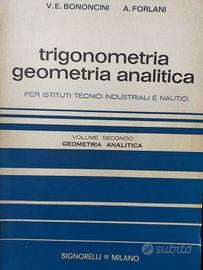 V. E. BONONCINI A. FORLANI
trigonometria
geometria analitica
PER ISTITUTI TECNICI INDUSTRIALI E NAUTICI
VOLUME SECONDO
GEOMETRIA ANALITICA
subito
SIGNORELLI * MILANO